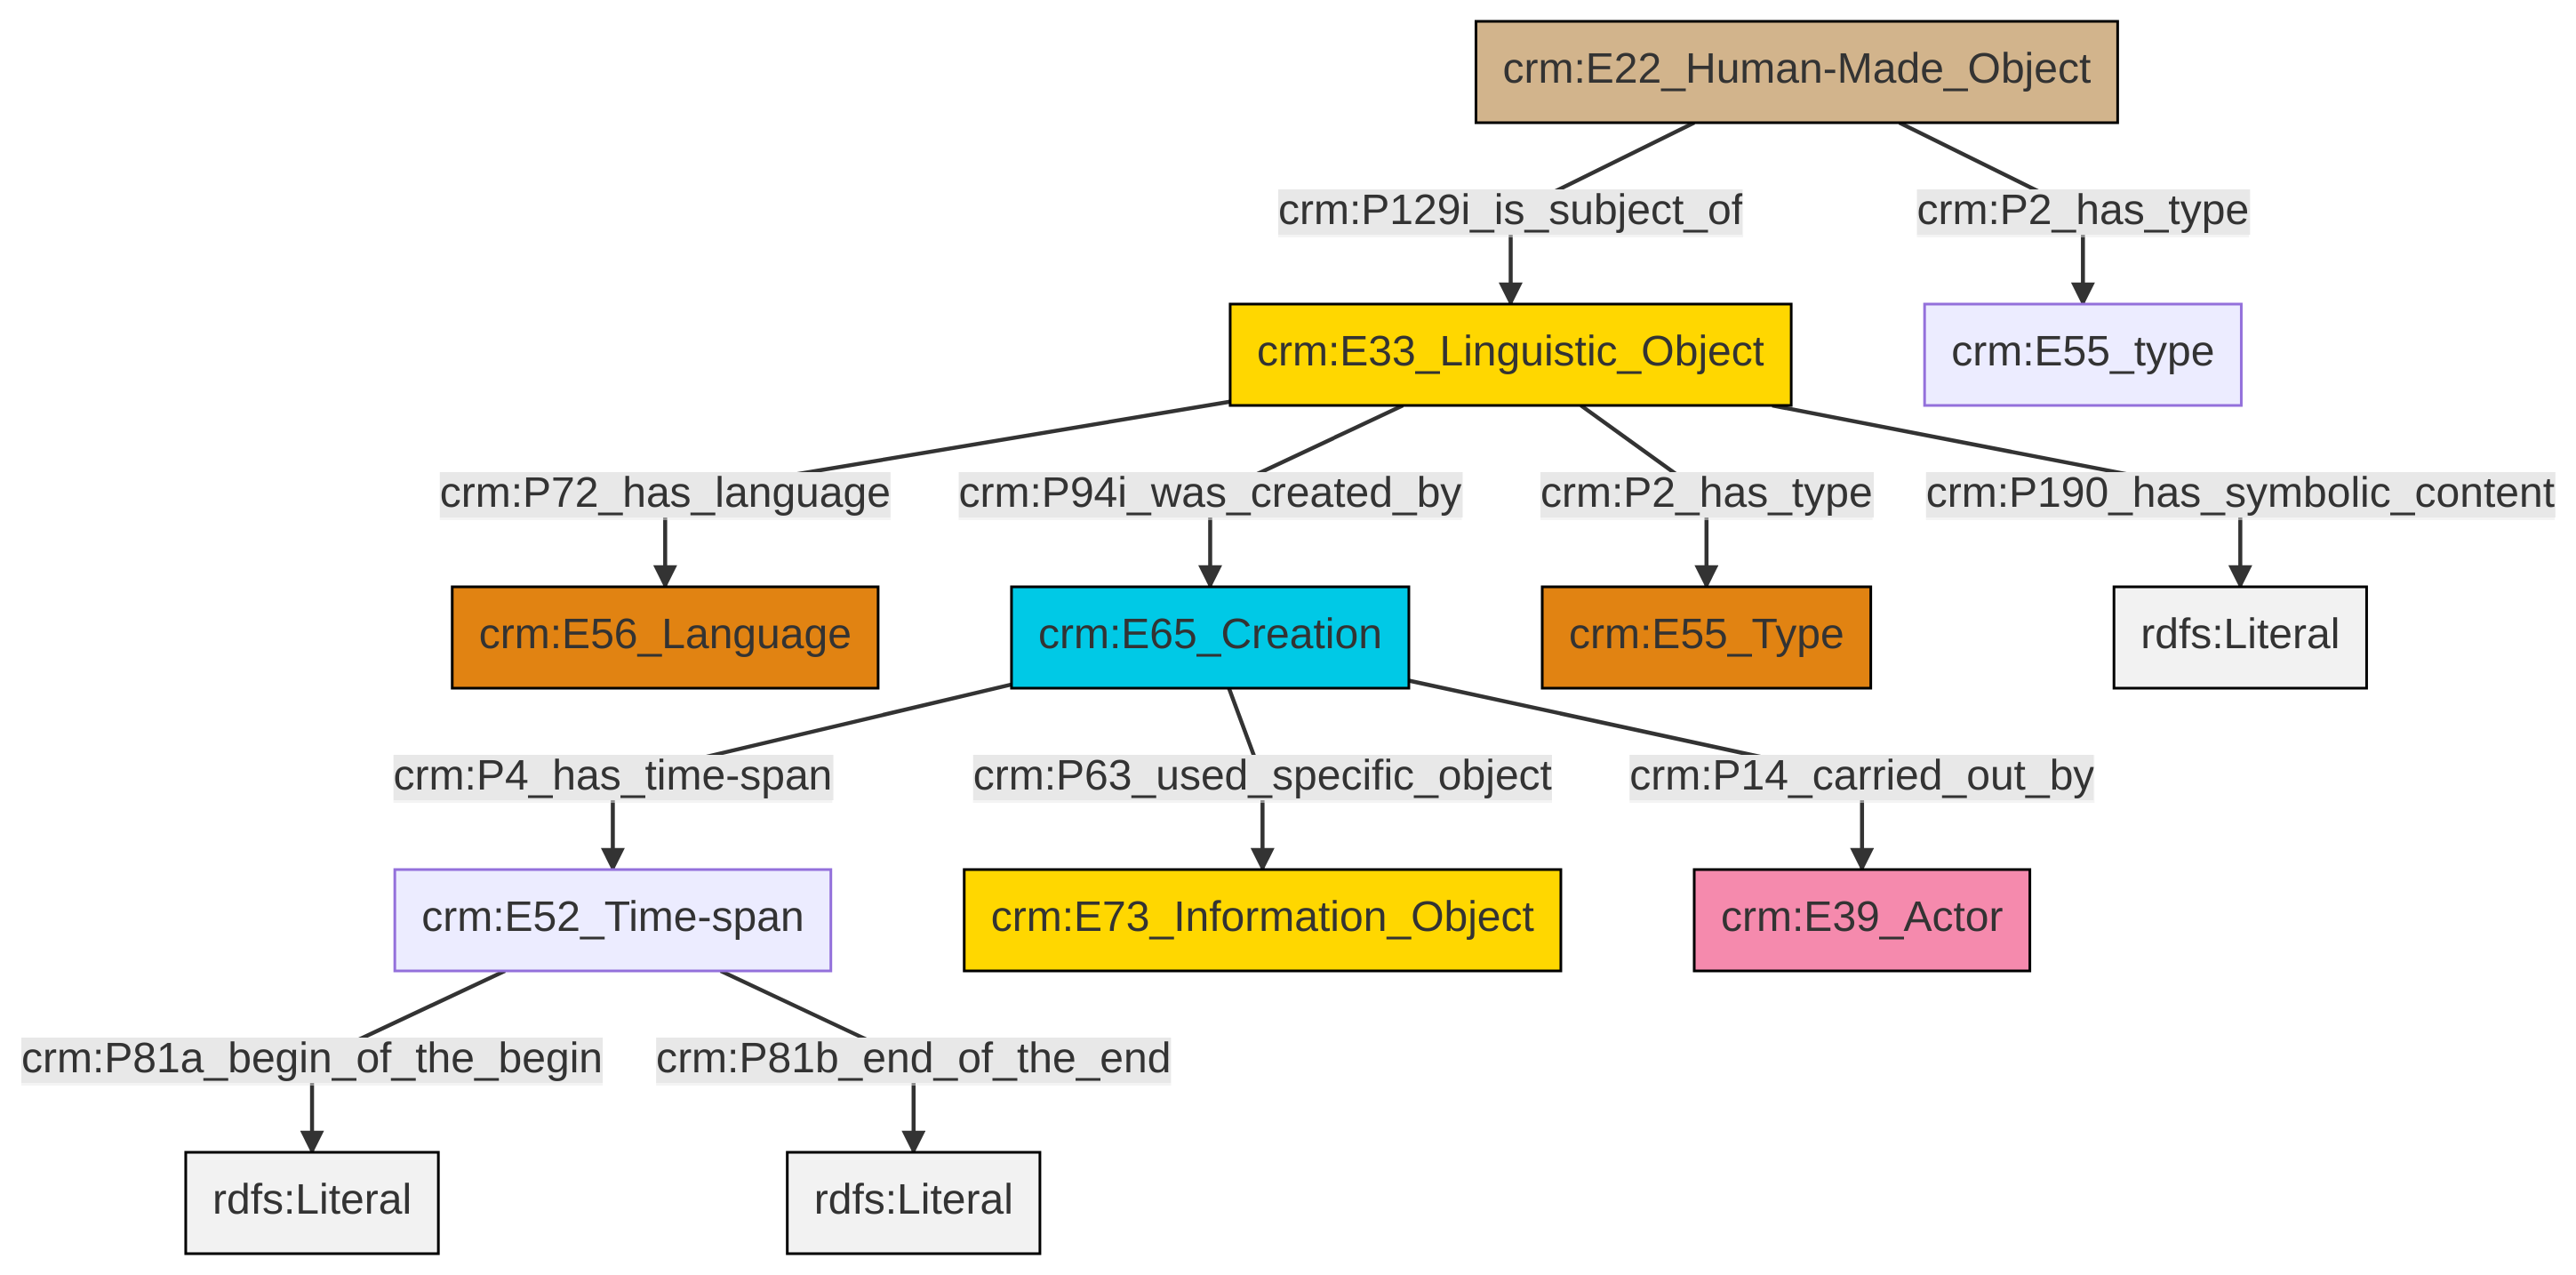 crm:E22_Human-Made_Object
crm:P129i_is_subject_of
crm:P2_has_type
crm:E33_Linguistic_Object
crm:E55_type
crm:P72_has_language
crm:P94i_was_created_by
crm:P2_has_type
crm:P190_has_symbolic_content
crm:E56_Language
crm:E65_Creation
crm:E55_Type
rdfs:Literal
crm:P4_has_time-span
crm:P63_used_specific_object
crm:P14_carried_out_by
crm:E52_Time-span
crm:E73_Information_Object
crm:E39_Actor
crm:P81a_begin_of_the_begin
crm:P81b_end_of_the_end
rdfs:Literal
rdfs:Literal